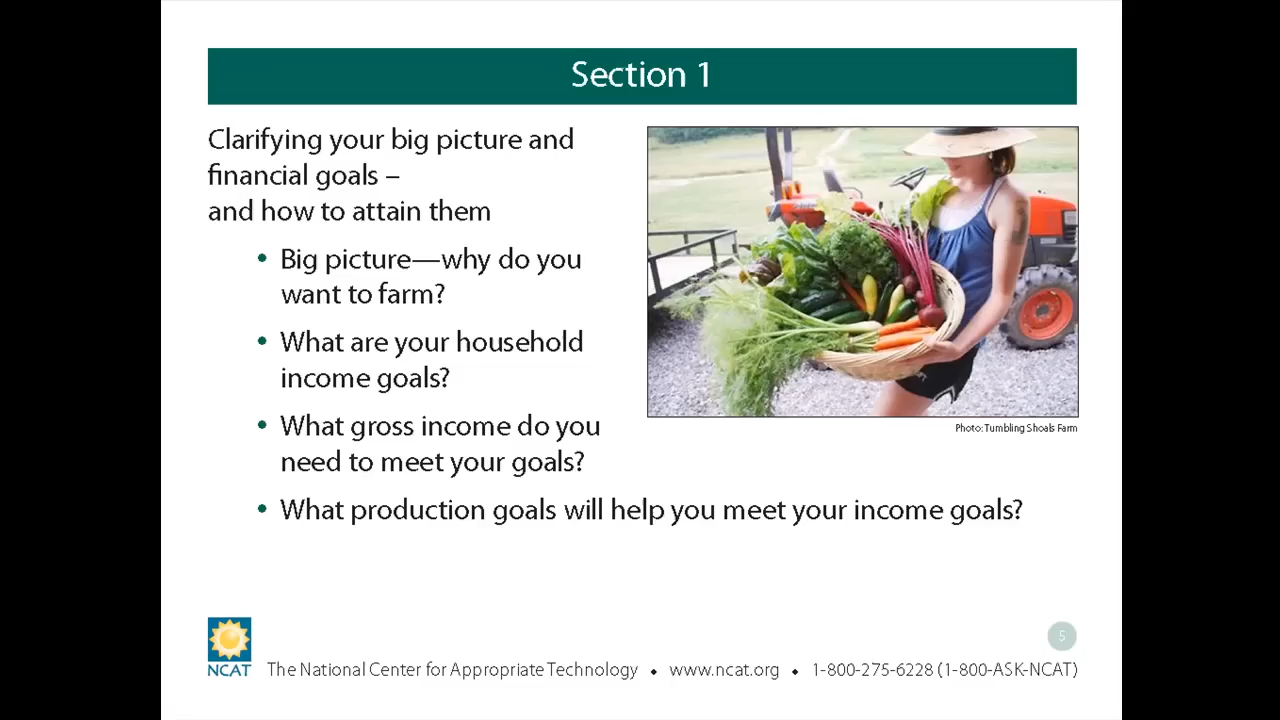 Section 1
Clarifying your big picture and
financial goals –
and how to attain them
• Big picture—why do you
want to farm?
• What are your household
income goals?
• What gross income do you
need to meet your goals?
• What production goals will help you meet your income goals?
Photo: Tumbling Shoals Farm
5
NCAT
The National Center for Appropriate Technology • www.ncat.org • 1-800-275-6228 (1-800-ASK-NCAT)